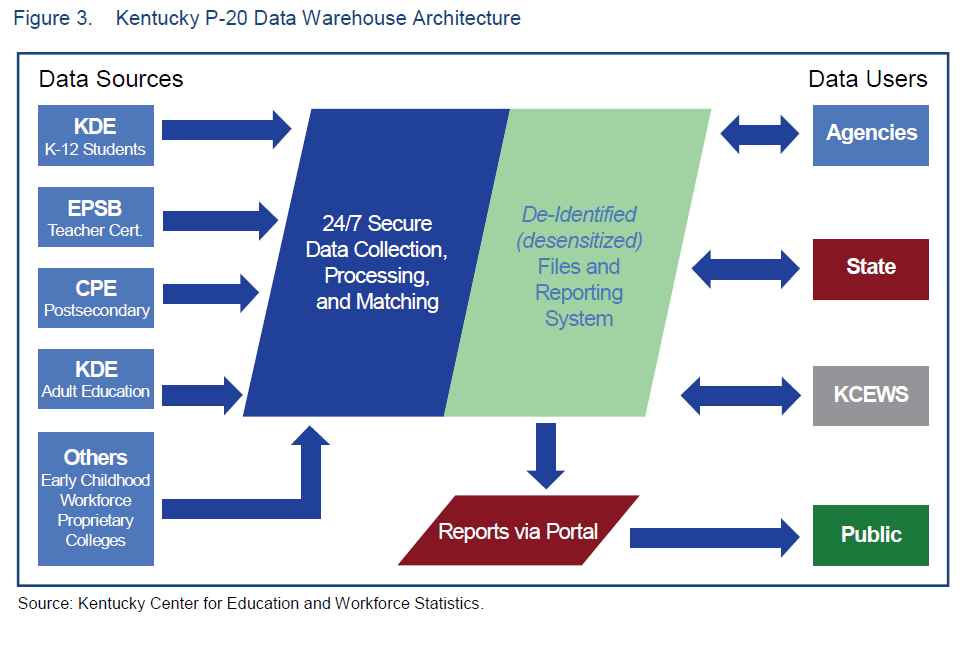 Figure 3. Kentucky P-20 Data Warehouse Architecture
Data Sources
Data Users
KDE
K-12 Students
EPSB
Teacher Cert.
CPE
Postsecondary
KDE
Adult Education
Others
Early Childhood
Workforce
Proprietary
Colleges
24/7 Secure
Data Collection,
Processing,
and Matching
De-Identified
(desensitized)
Files and
Reporting
System
Reports via Portal
Agencies
State
KCEWS
Public
Source: Kentucky Center for Education and Workforce Statistics.